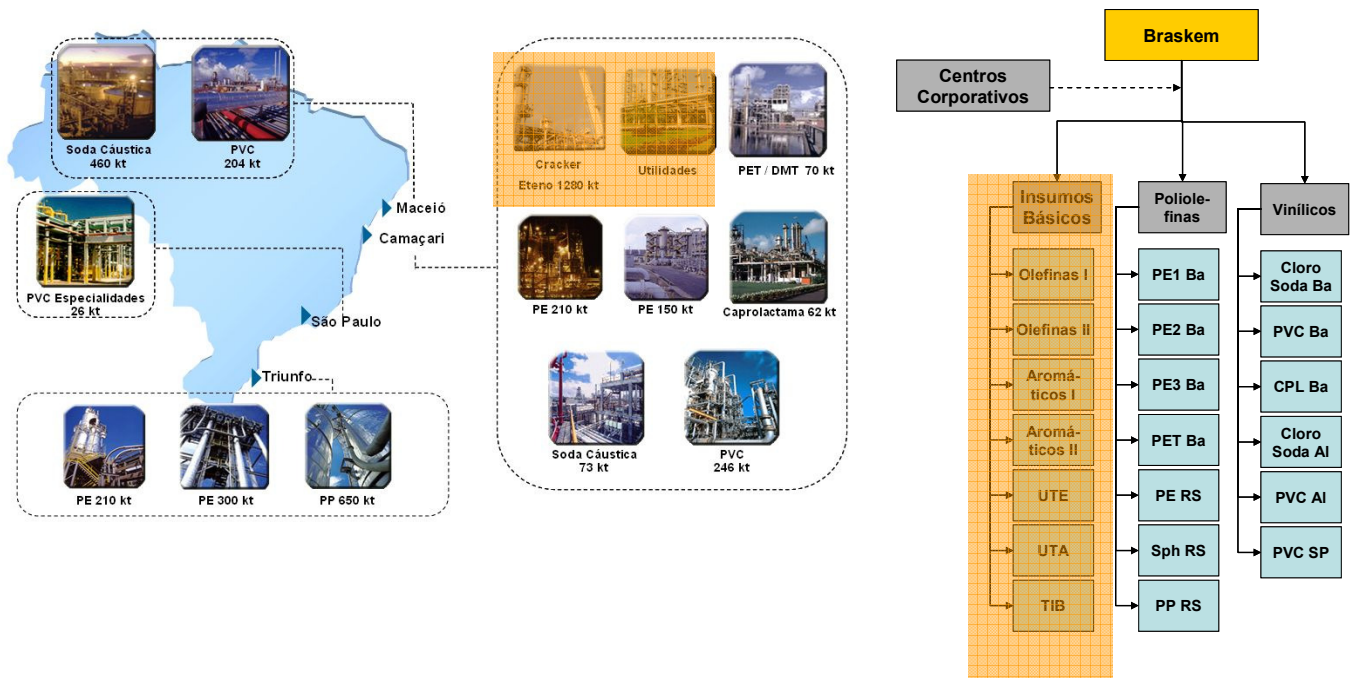 Soda Cáustica
460 kt
PVC
204 kt
PVC Especialidades
26 kt
Maceió
Camaçari
São Paulo
Triunfo
PE 210 kt
PE 300 kt
PP 650 kt
Cracker
Eteno 1280 kt
Utilidades
PET / DMT 70 kt
PE 210 kt
PE 150 kt
Caprolactama 62 kt
Soda Cáustica
73 kt
PVC
246 kt
Braskem
Centros
Corporativos
Insumos
Básicos
Olefinas I
Olefinas II
Aromá-
ticos I
Aromá-
ticos II
UTE
UTA
TIB
Poliole-
finas
PE1 Ba
PE2 Ba
PE3 Ba
PET Ba
PE RS
Sph RS
PP RS
Vinílicos
Cloro
Soda Ba
PVC Ba
CPL Ba
Cloro
Soda Al
PVC Al
PVC SP